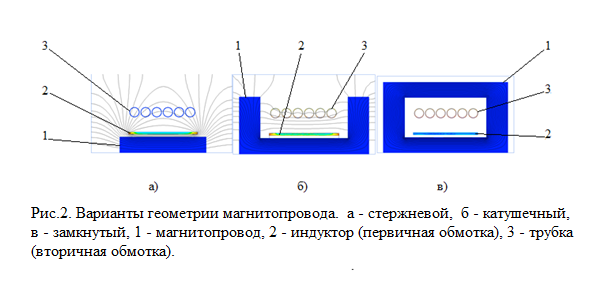 3
2
1
1
2
3
1
3
2
а)
б)
в)
Рис.2. Варианты геометрии магнитопровода. а - стержневой, б - катушечный,
в - замкнутый, 1 - магнитопровод, 2 - индуктор (первичная обмотка), 3 - трубка
(вторичная обмотка).